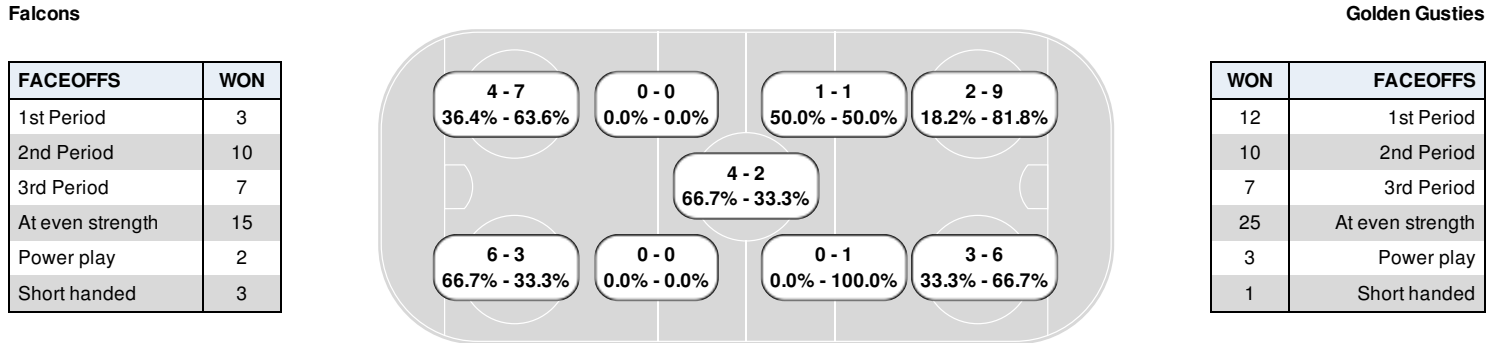 Falcons
Golden Gusties
FACEOFFS WON
1st Period 3
2nd Period 10
3rd Period 7
At even strength 15
Power play 2
Short handed 3
4 - 7
36.4% - 63.6%
0 - 0
0.0% - 0.0%
1 - 1
50.0% - 50.0%
2 - 9
18.2% - 81.8%
4 - 2
66.7% - 33.3%
6 - 3
66.7% - 33.3%
0 - 0
0.0% - 0.0%
0 - 1
0.0% - 100.0%
3 - 6
33.3% - 66.7%
WON FACEOFFS
12 1st Period
10 2nd Period
7 3rd Period
25 At even strength
3 Power play
1 Short handed